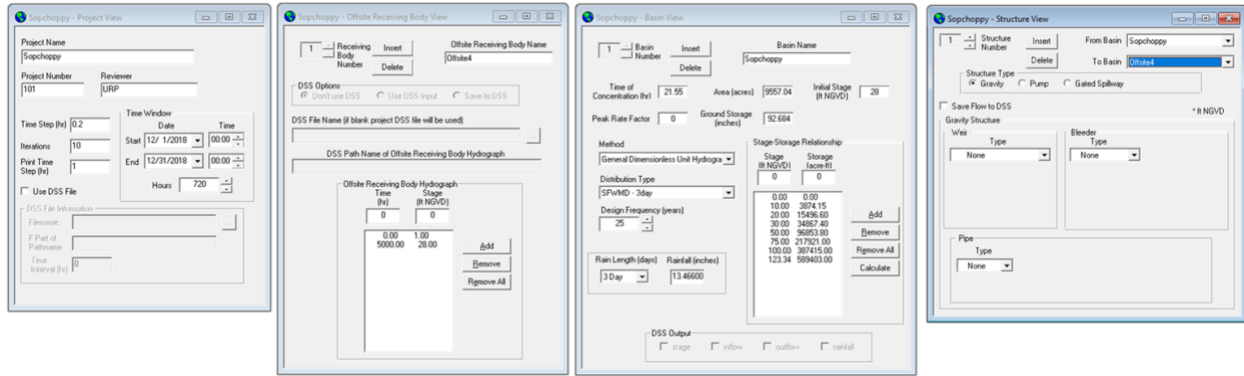 Sopchoppy - Project View
Project Name
Sopchoppy
Project Number Reviewer
101 URP
Time Step (hr) 0.2
Iterations 10
Print Time Step (hr) 1
Time Window
Date Time
Start 12/ 1/2018 00:00
End 12/31/2018 00:00
Hours 720
Use DSS File
DSS File Information
Filename:
F Part of Pathname
Time Interval (hr) 0
Sopchoppy - Offsite Receiving Body View
1 Receiving Body Number
Insert
Delete
Offsite Receiving Body Name
Offsite4
DSS Options
Don't use DSS Use DSS Input Save to DSS
DSS File Name (if blank project DSS file will be used)
...
DSS Path Name of Offsite Receiving Body Hydrograph
Offsite Receiving Body Hydrograph
Time (hr) Stage (ft NGVD)
0 0
0.00 1.00
5000.00 28.00
Add
Remove
Remove All
Sopchoppy - Basin View
1 Basin Number
Insert
Delete
Basin Name
Sopchoppy
Time of Concentration (hr) 21.55 Area (acres) 9557.04 Initial Stage (ft NGVD) 28
Peak Rate Factor 0 Ground Storage (inches) 92.684
Method
General Dimensionless Unit Hydrogra
Distribution Type
SFWMD - 3day
Design Frequency (years)
25
Rain Length (days) Rainfall (inches)
3 Day 13.46600
Stage-Storage Relationship
Stage (ft NGVD) Storage (acre-ft)
0 0
0.00 0.00
10.00 3874.15
20.00 15496.60
30.00 34867.40
50.00 96853.80
75.00 217921.00
100.00 387415.00
123.34 589403.00
Add
Remove
Remove All
Calculate
DSS Output
stage inflow outflow rainfall
Sopchoppy - Structure View
1 Structure Number
Insert
Delete
From Basin Sopchoppy
To Basin Offsite4
Structure Type
Gravity Pump Gated Spillway
Save Flow to DSS
* ft NGVD
Gravity Structure
Weir
Type
None
Bleeder
Type
None
Pipe
Type
None